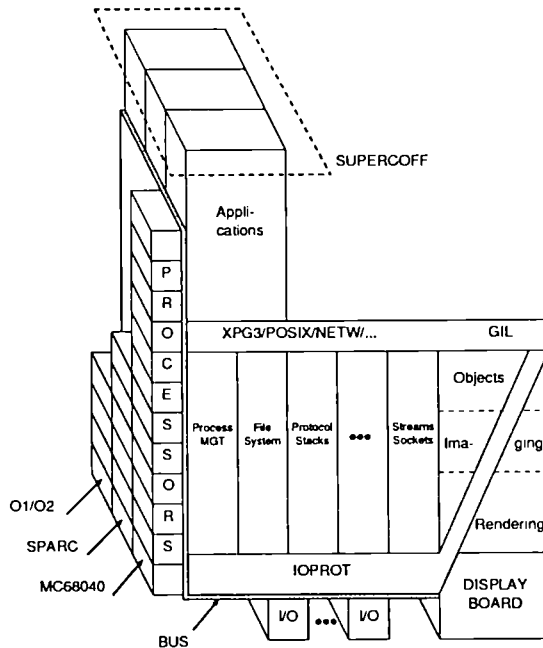 SUPERCOFF
Appli-
cations
P
R
O
C
E
S
S
O
R
S
XPG3/POSIX/NETW/... GIL
Process
MGT
File
System
Protocol
Stacks
•••
Streams
Sockets
Objects
Ima- ging
Rendering
O1/O2
SPARC
MC68040
BUS
IOPROT
I/O ••• I/O
DISPLAY
BOARD